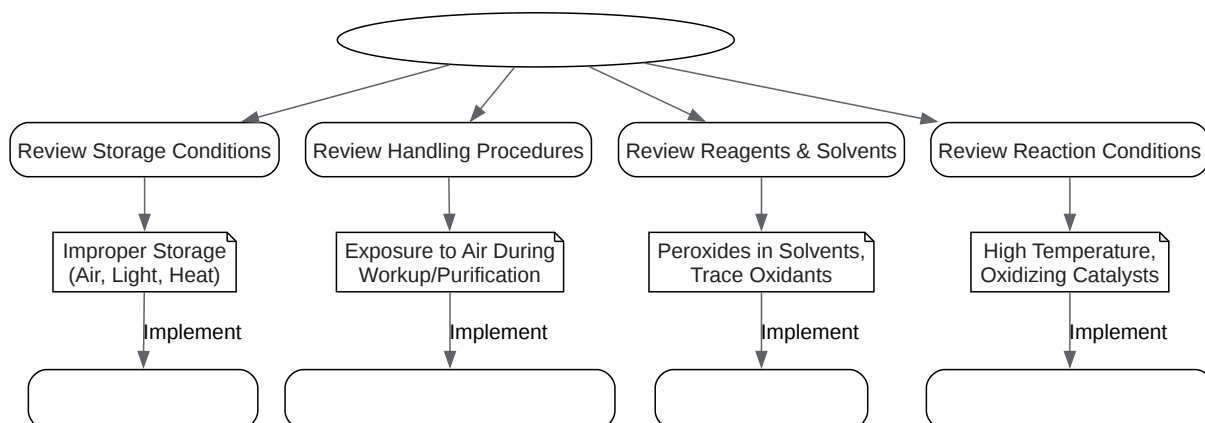 Review Storage Conditions
Review Handling Procedures
Review Reagents & Solvents
Review Reaction Conditions
Improper Storage
(Air, Light, Heat)
Exposure to Air During
Workup/Purification
Peroxides in Solvents,
Trace Oxidants
High Temperature,
Oxidizing Catalysts
Implement
Implement
Implement
Implement